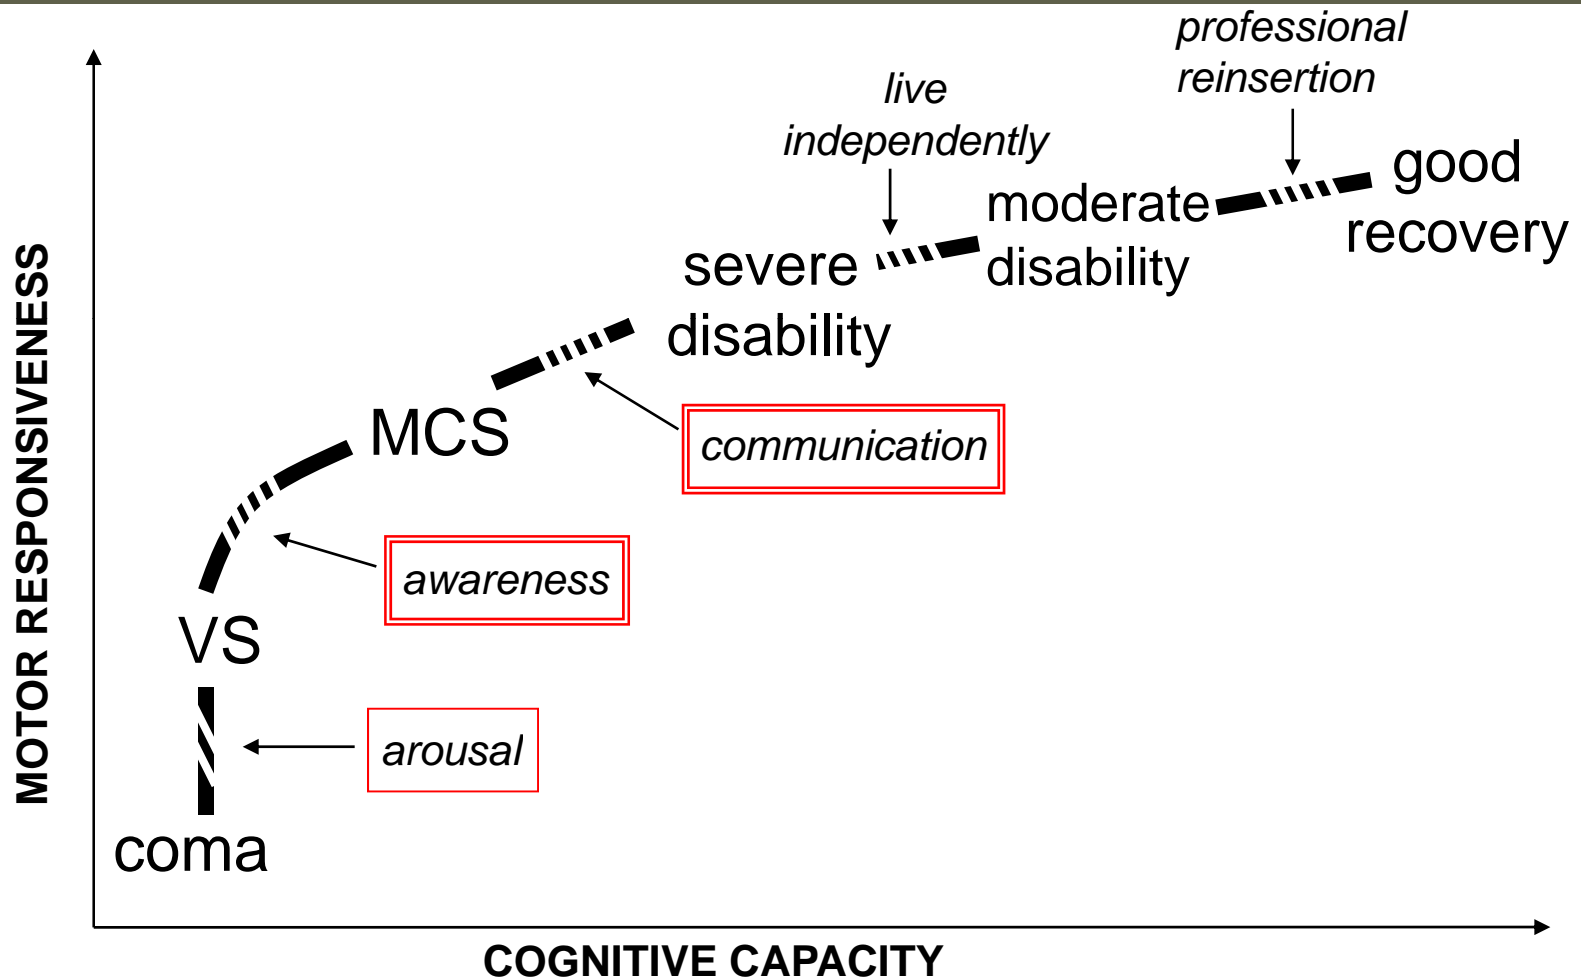 professional
reinsertion
live
independently
good
recovery
moderate
disability
severe
disability
MCS
communication
awareness
VS
arousal
coma
MOTOR RESPONSIVENESS
COGNITIVE CAPACITY